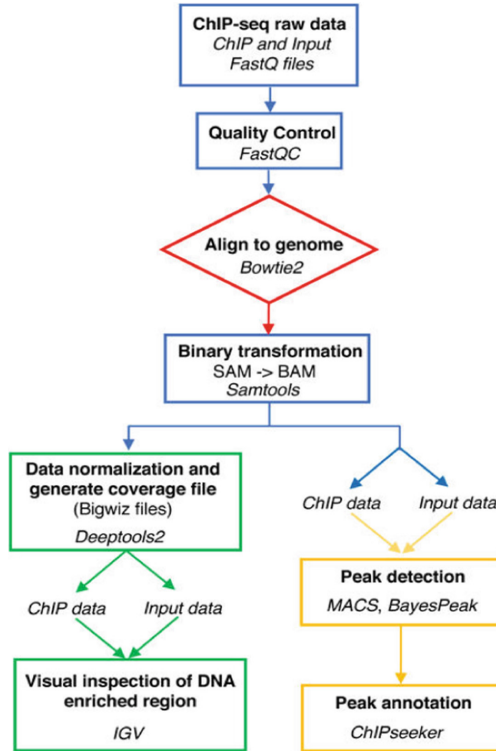 ChIP-seq raw data
ChIP and Input
FastQ files
Quality Control
FastQC
Align to genome
Bowtie2
Binary transformation
SAM -> BAM
Samtools
Data normalization and
generate coverage file
(Bigwiz files)
Deeptools2
ChIP data
Input data
Visual inspection of DNA
enriched region
IGV
ChIP data
Input data
Peak detection
MACS, BayesPeak
Peak annotation
ChIPseeker